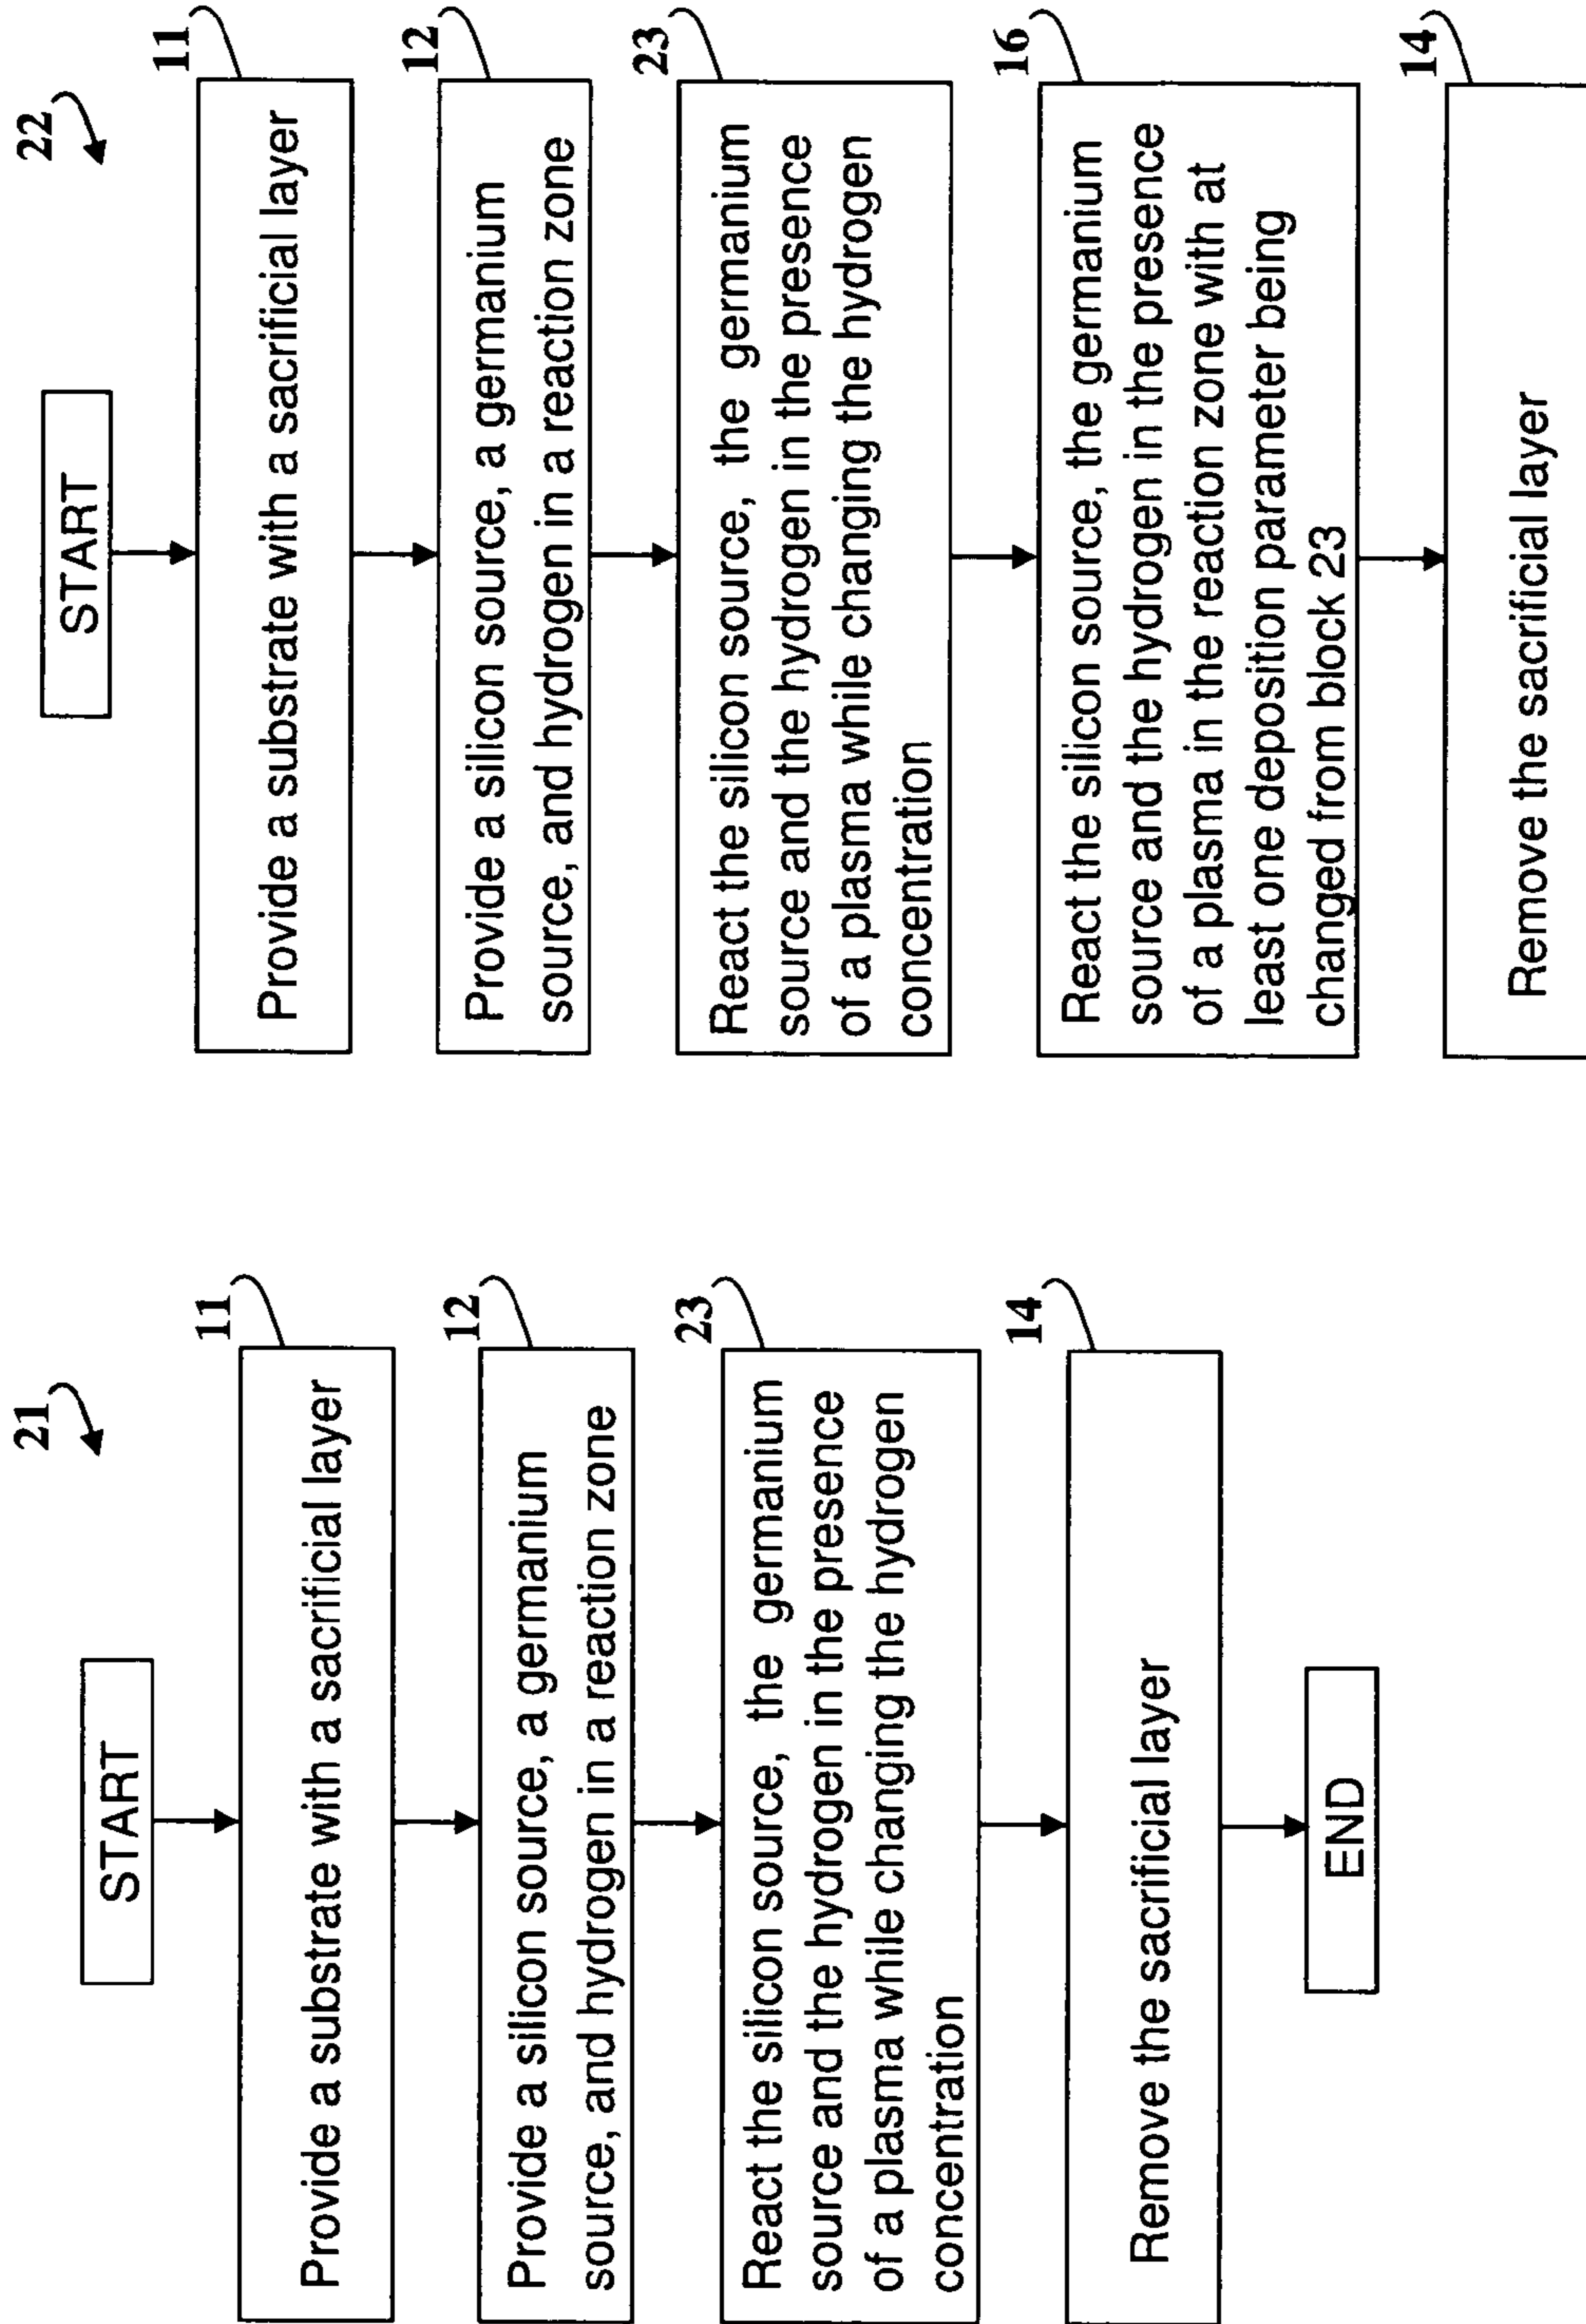 21
START
11
Provide a substrate with a sacrificial layer
12
Provide a silicon source, a germanium
source, and hydrogen in a reaction zone
23
React the silicon source, the germanium
source and the hydrogen in the presence
of a plasma while changing the hydrogen
concentration
14
Remove the sacrificial layer
END
22
START
11
Provide a substrate with a sacrificial layer
12
Provide a silicon source, a germanium
source, and hydrogen in a reaction zone
23
React the silicon source, the germanium
source and the hydrogen in the presence
of a plasma while changing the hydrogen
concentration
16
React the silicon source, the germanium
source and the hydrogen in the presence
of a plasma in the reaction zone with at
least one deposition parameter being
changed from block 23
14
Remove the sacrificial layer